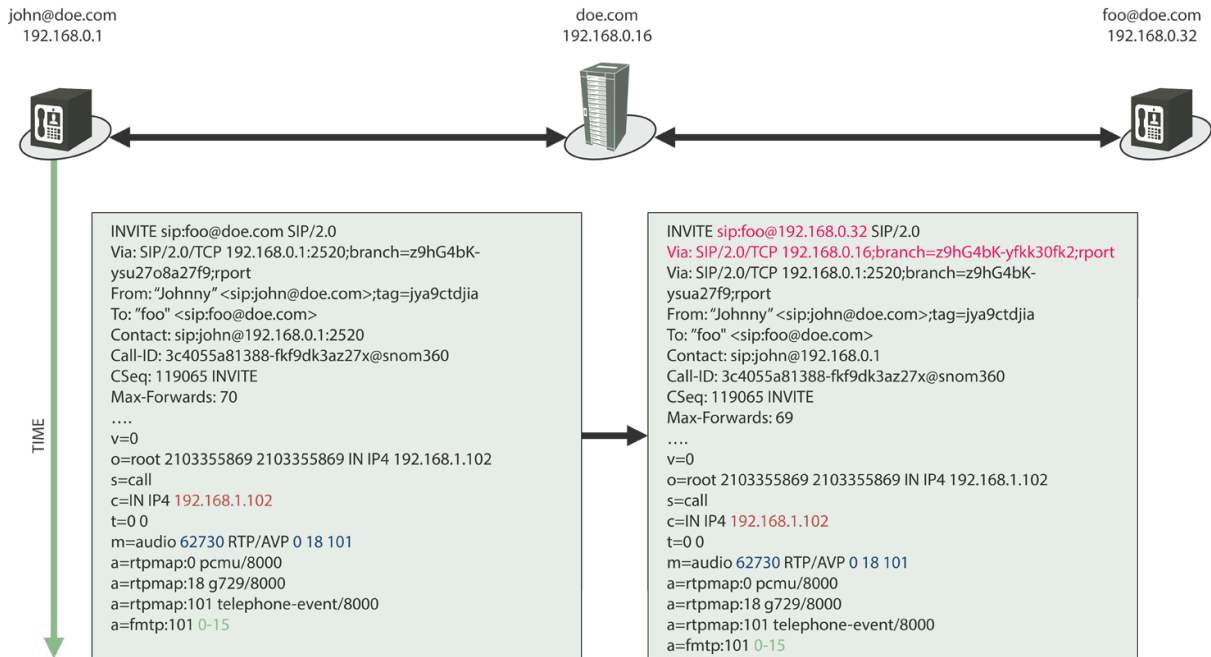 john@doe.com
192.168.0.1
doe.com
192.168.0.16
foo@doe.com
192.168.0.32
TIME
INVITE sip:foo@doe.com SIP/2.0
Via: SIP/2.0/TCP 192.168.0.1:2520;branch=z9hG4bK-
ysu27o8a27f9;rport
From: “Johnny” <sip:john@doe.com>;tag=jya9ctdjia
To: "foo" <sip:foo@doe.com>
Contact: sip:john@192.168.0.1:2520
Call-ID: 3c4055a81388-fkf9dk3az27x@snom360
CSeq: 119065 INVITE
Max-Forwards: 70
....
v=0
o=root 2103355869 2103355869 IN IP4 192.168.1.102
s=call
c=IN IP4 192.168.1.102
t=0 0
m=audio 62730 RTP/AVP 0 18 101
a=rtpmap:0 pcmu/8000
a=rtpmap:18 g729/8000
a=rtpmap:101 telephone-event/8000
a=fmtp:101 0-15
INVITE sip:foo@192.168.0.32 SIP/2.0
Via: SIP/2.0/TCP 192.168.0.16;branch=z9hG4bK-yfkk30fk2;rport
Via: SIP/2.0/TCP 192.168.0.1:2520;branch=z9hG4bK-
ysua27f9;rport
From: “Johnny” <sip:john@doe.com>;tag=jya9ctdjia
To: "foo" <sip:foo@doe.com>
Contact: sip:john@192.168.0.1
Call-ID: 3c4055a81388-fkf9dk3az27x@snom360
CSeq: 119065 INVITE
Max-Forwards: 69
....
v=0
o=root 2103355869 2103355869 IN IP4 192.168.1.102
s=call
c=IN IP4 192.168.1.102
t=0 0
m=audio 62730 RTP/AVP 0 18 101
a=rtpmap:0 pcmu/8000
a=rtpmap:18 g729/8000
a=rtpmap:101 telephone-event/8000
a=fmtp:101 0-15